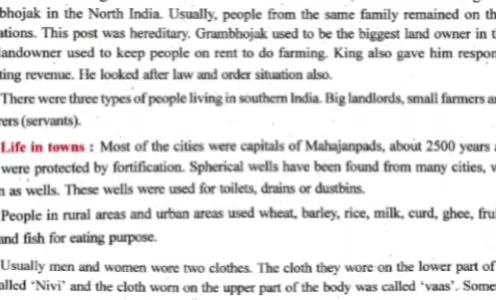 bhojak in the North India. Usually, people from the same family remained on th
ations. This post was hereditary. Grambhojak used to be the biggest land owner in t
landowner used to keep people on rent to do farming. King also gave him respon
ting revenue. He looked after law and order situation also.
There were three types of people living in southern India. Big landlords, small farmers a
ers (servants).
Life in towns : Most of the cities were capitals of Mahajanpads, about 2500 years
were protected by fortification. Spherical wells have been found from many cities, w
n as wells. These wells were used for toilets, drains or dustbins.
People in rural areas and urban areas used wheat, barley, rice, milk, curd, ghee, frui
and fish for eating purpose.
Usually men and women wore two clothes. The cloth they wore on the lower part of
alled ‘Nivi’ and the cloth worn on the upper part of the body was called ‘vaas’. Some